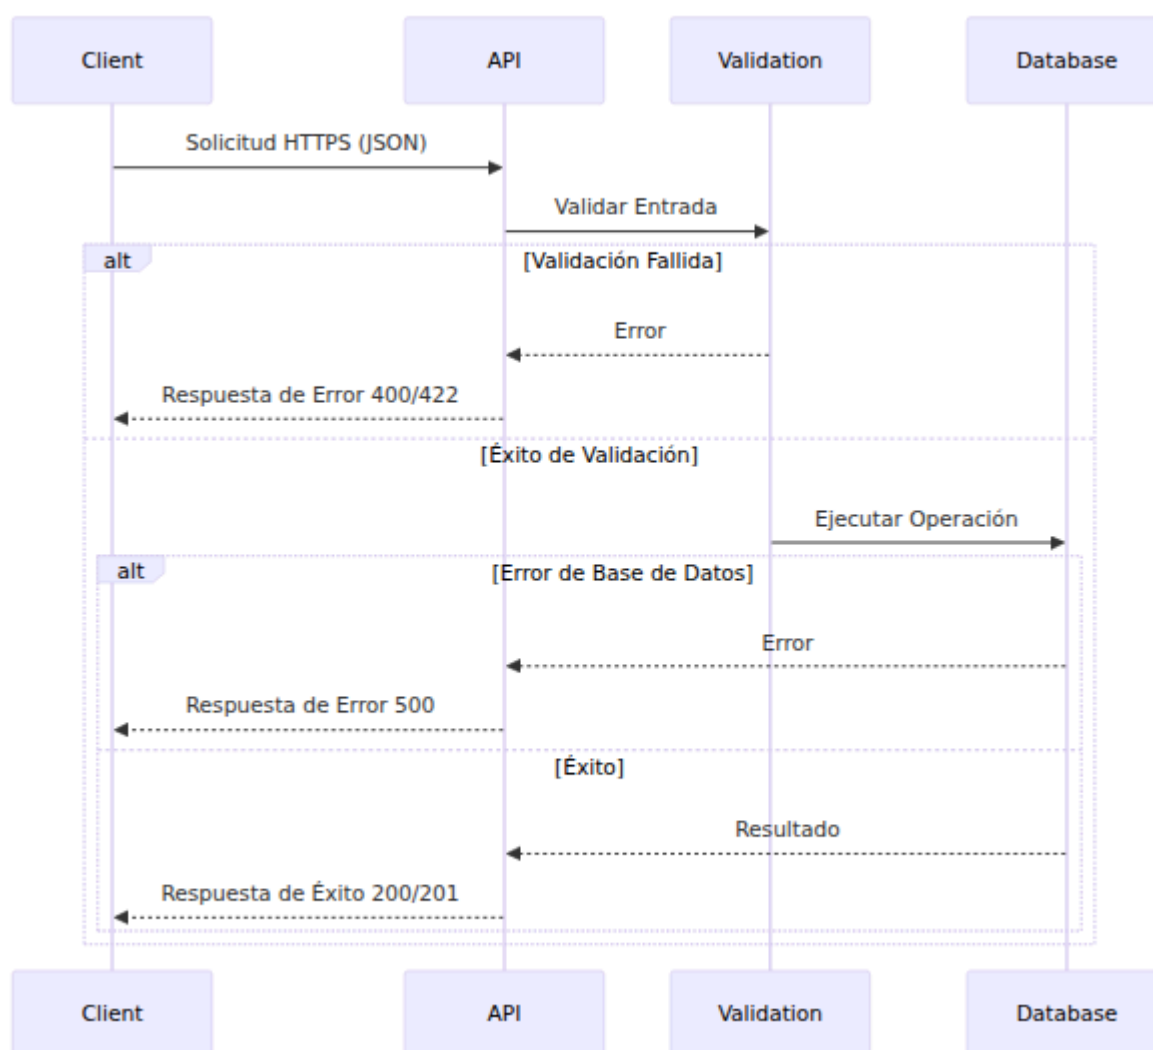 Client
API
Validation
Database
Solicitud HTTPS (JSON)
Validar Entrada
alt
[Validación Fallida]
Error
Respuesta de Error 400/422
[Éxito de Validación]
Ejecutar Operación
alt
[Error de Base de Datos]
Error
Respuesta de Error 500
[Éxito]
Resultado
Respuesta de Éxito 200/201
Client
API
Validation
Database